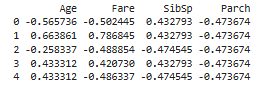 Age Fare SibSp Parch
0 -0.565736 -0.502445 0.432793 -0.473674
1 0.663861 0.786845 0.432793 -0.473674
2 -0.258337 -0.488854 -0.474545 -0.473674
3 0.433312 0.420730 0.432793 -0.473674
4 0.433312 -0.486337 -0.474545 -0.473674